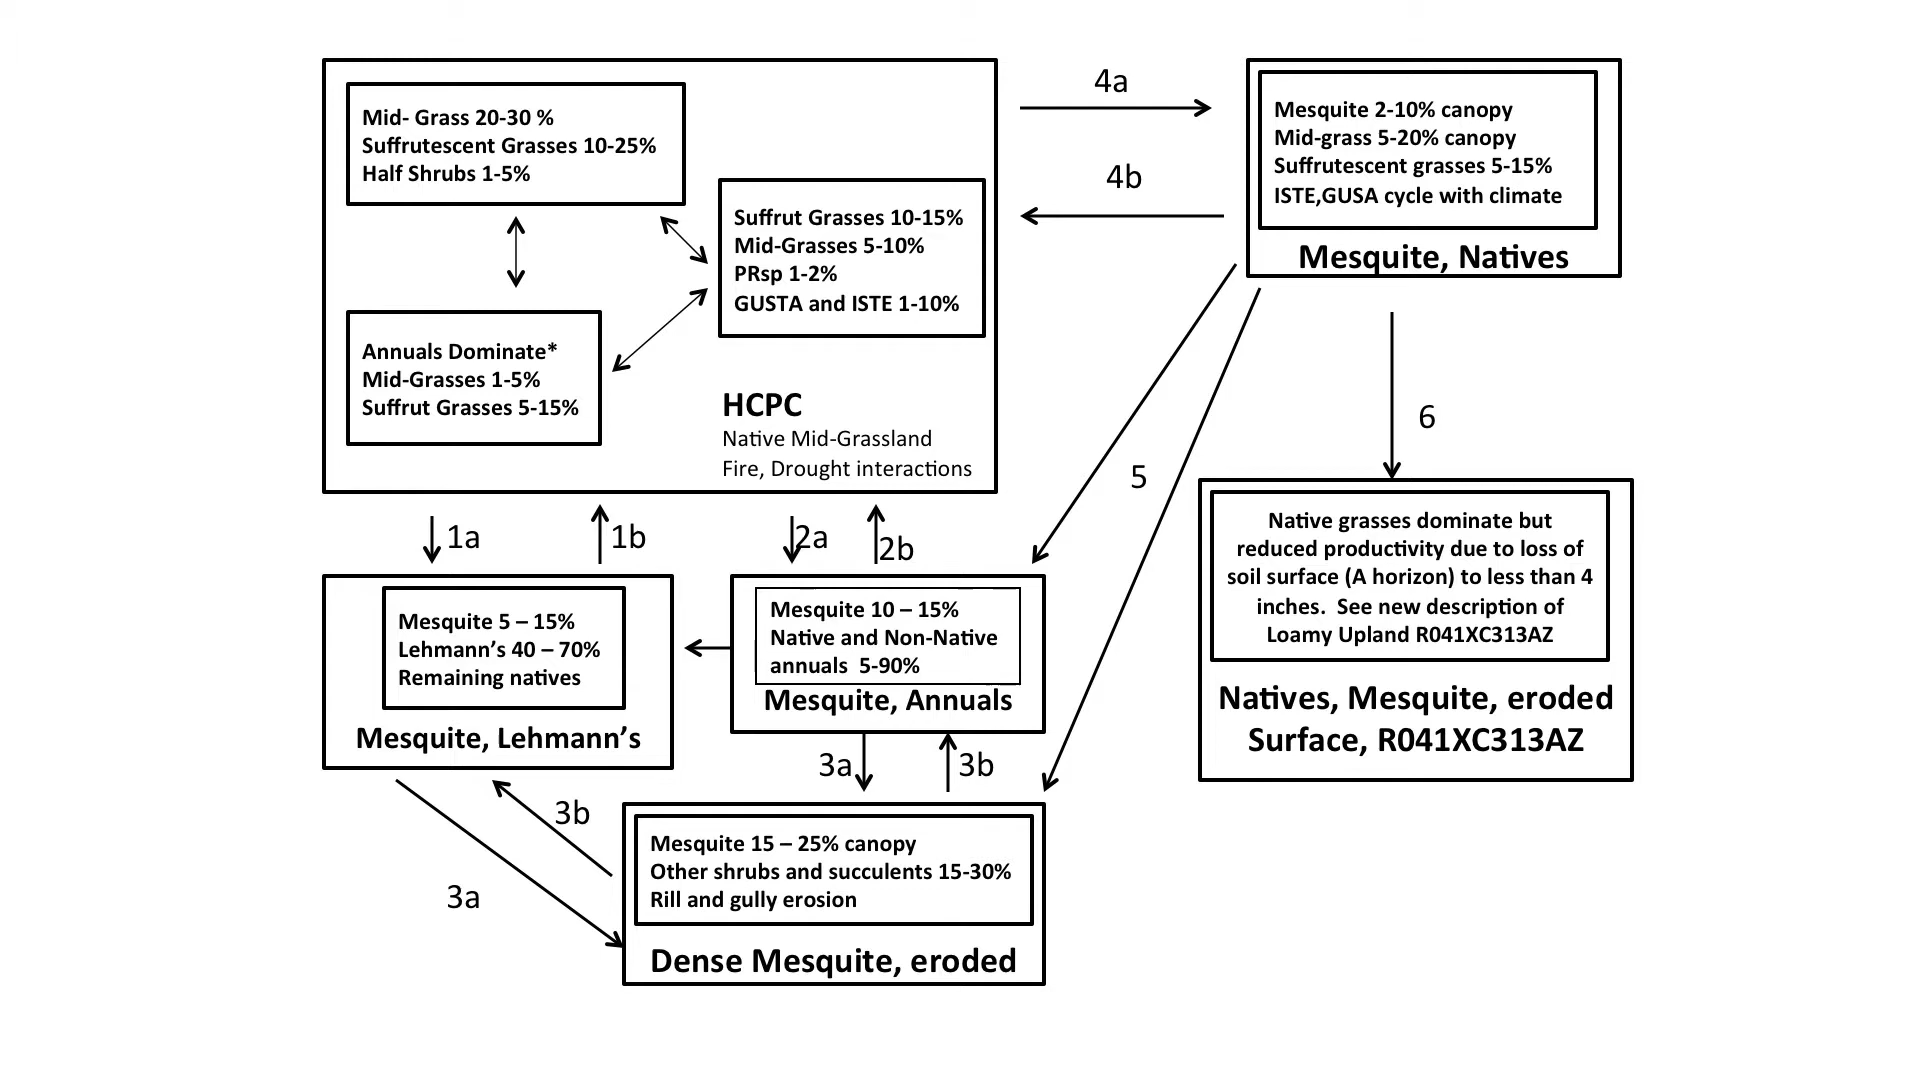 Mid- Grass 20-30 %
Suffrutescent Grasses 10-25%
Half Shrubs 1-5%
Suffrut Grasses 10-15%
Mid-Grasses 5-10%
PRsp 1-2%
GUSTA and ISTE 1-10%
Annuals Dominate*
Mid-Grasses 1-5%
Suffrut Grasses 5-15%
HCPC
Native Mid-Grassland
Fire, Drought interactions
4a
4b
Mesquite 2-10% canopy
Mid-grass 5-20% canopy
Suffrutescent grasses 5-15%
ISTE,GUSA cycle with climate
Mesquite, Natives
5
6
1a
1b
2a
2b
Mesquite 5 – 15%
Lehmann’s 40 – 70%
Remaining natives
Mesquite, Lehmann’s
Mesquite 10 – 15%
Native and Non-Native
annuals  5-90%
Mesquite, Annuals
Native grasses dominate but
reduced productivity due to loss of
soil surface (A horizon) to less than 4
inches.  See new description of
Loamy Upland R041XC313AZ
Natives, Mesquite, eroded
Surface, R041XC313AZ
3a
3b
3b
3a
Mesquite 15 – 25% canopy
Other shrubs and succulents 15-30%
Rill and gully erosion
Dense Mesquite, eroded